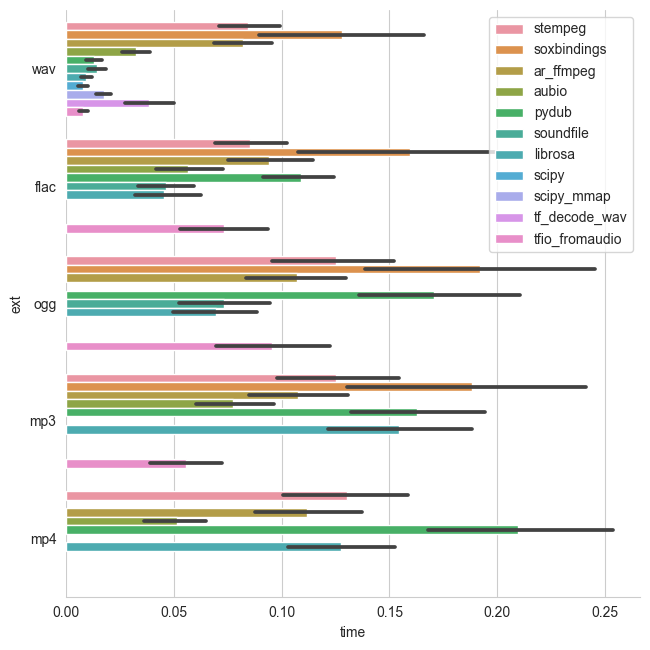 stempeg
soxbindings
ar_ffmpeg
aubio
pydub
soundfile
librosa
scipy
scipy_mmap
tf_decode_wav
tfio_fromaudio
wav
flac
ogg
mp3
mp4
ext
0.00 0.05 0.10 0.15 0.20 0.25
time